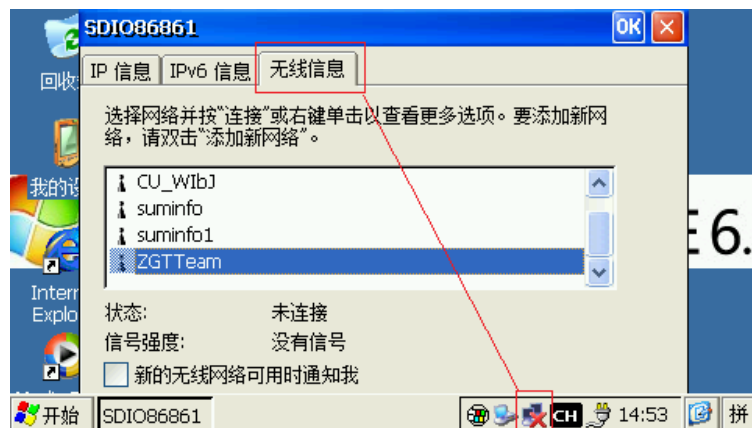 SDIO86861
OK
回收
IP 信息 IPv6 信息 无线信息
选择网络并按"连接"或右键单击以查看更多选项。要添加新网
络，请双击"添加新网络"。
我的设
CU_WIbJ
suminfo
suminfo1
ZGTTeam
E 6.
Intern
Explo
状态: 未连接
信号强度: 没有信号
新的无线网络可用时通知我
开始 SDIO86861 CH 14:53 拼